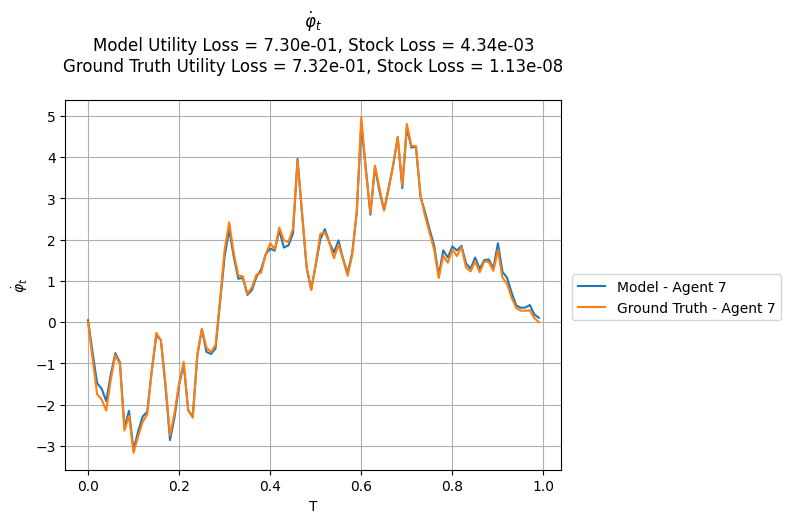 φ̇ₜ
Model Utility Loss = 7.30e-01, Stock Loss = 4.34e-03
Ground Truth Utility Loss = 7.32e-01, Stock Loss = 1.13e-08
5
4
3
2
1
0
−1
−2
−3
φ̇ₜ
0.0 0.2 0.4 0.6 0.8 1.0
T
Model - Agent 7
Ground Truth - Agent 7